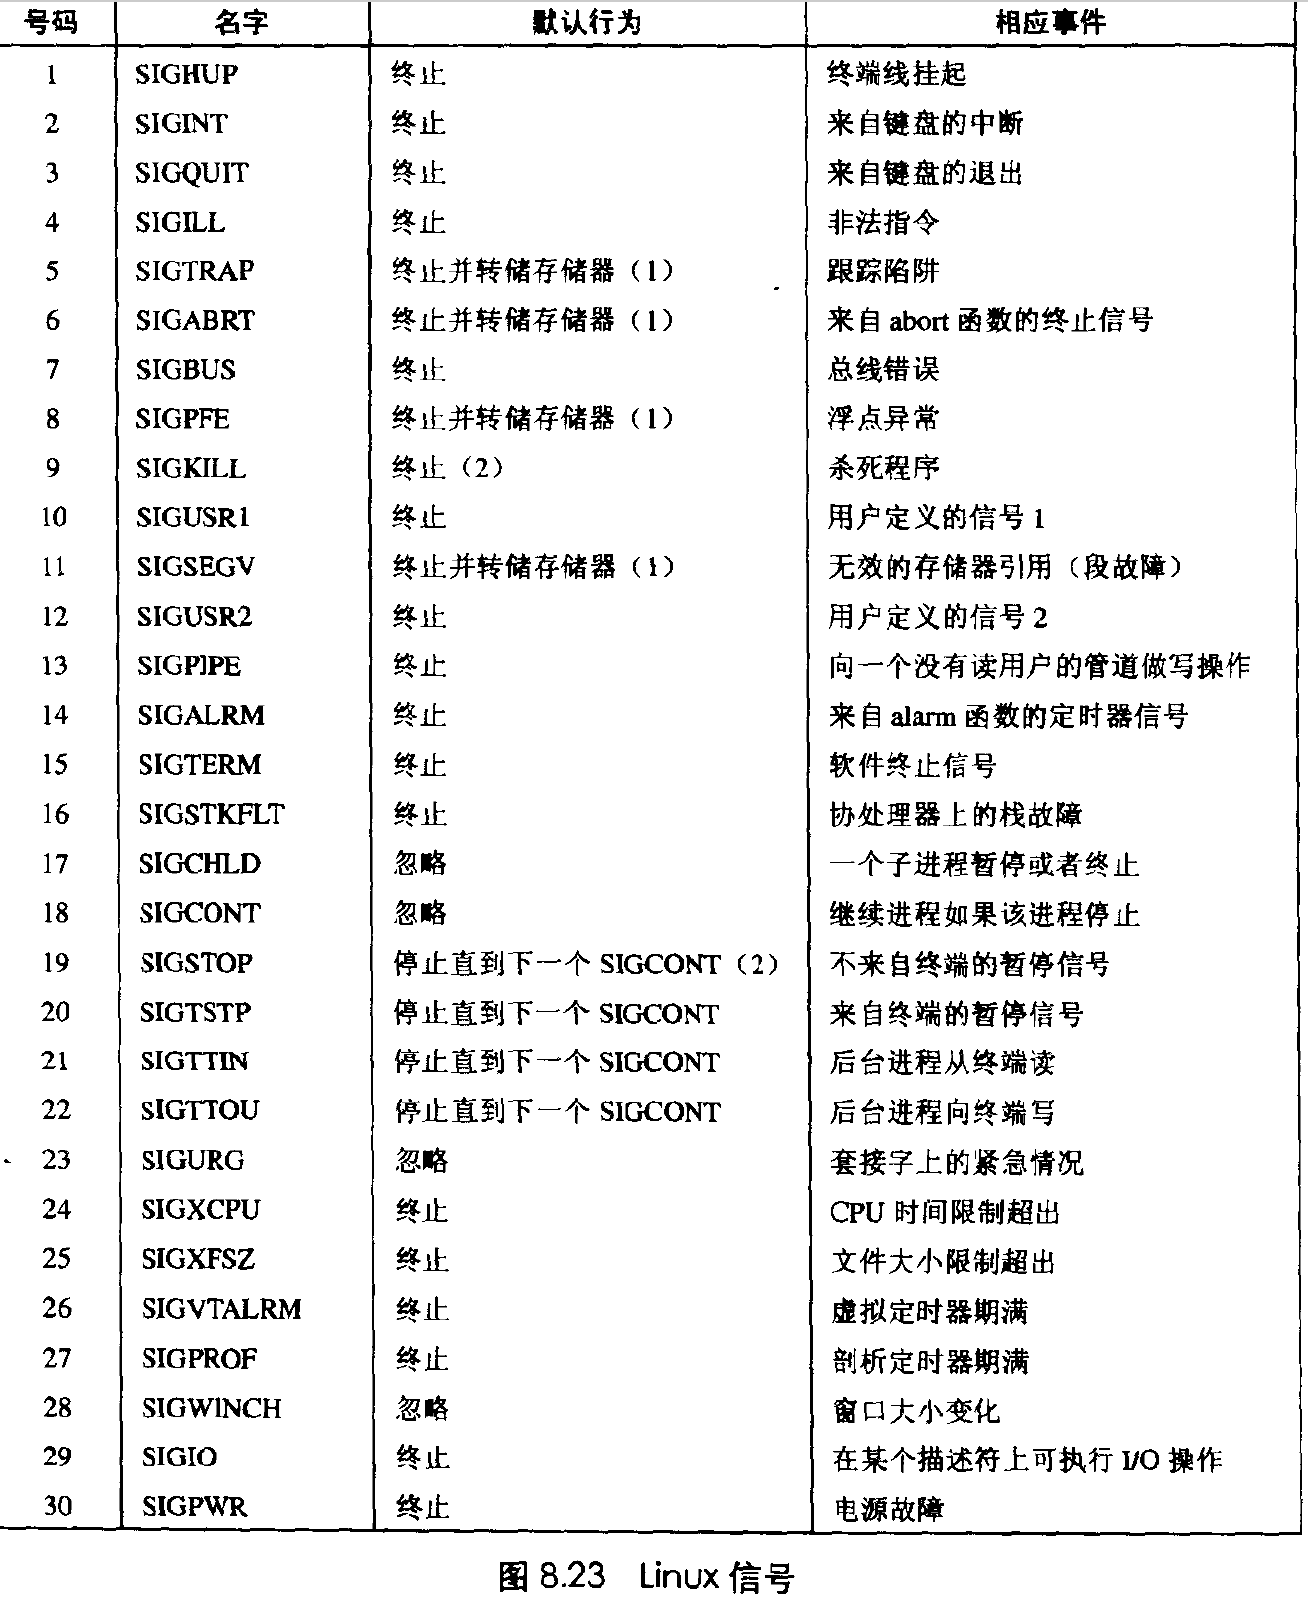 号码 名字 默认行为 相应事件
1 SIGHUP 终止 终端线挂起
2 SIGINT 终止 来自键盘的中断
3 SIGQUIT 终止 来自键盘的退出
4 SIGILL 终止 非法指令
5 SIGTRAP 终止并转储存储器（1） 跟踪陷阱
6 SIGABRT 终止并转储存储器（1） 来自 abort 函数的终止信号
7 SIGBUS 终止 总线错误
8 SIGPFE 终止并转储存储器（1） 浮点异常
9 SIGKILL 终止（2） 杀死程序
10 SIGUSR1 终止 用户定义的信号 1
11 SIGSEGV 终止并转储存储器（1） 无效的存储器引用（段故障）
12 SIGUSR2 终止 用户定义的信号 2
13 SIGPIPE 终止 向一个没有读用户的管道做写操作
14 SIGALRM 终止 来自 alarm 函数的定时器信号
15 SIGTERM 终止 软件终止信号
16 SIGSTKFLT 终止 协处理器上的栈故障
17 SIGCHLD 忽略 一个子进程暂停或者终止
18 SIGCONT 忽略 继续进程如果该进程停止
19 SIGSTOP 停止直到下一个 SIGCONT（2） 不来自终端的暂停信号
20 SIGTSTP 停止直到下一个 SIGCONT 来自终端的暂停信号
21 SIGTTIN 停止直到下一个 SIGCONT 后台进程从终端读
22 SIGTTOU 停止直到下一个 SIGCONT 后台进程向终端写
23 SIGURG 忽略 套接字上的紧急情况
24 SIGXCPU 终止 CPU 时间限制超出
25 SIGXFSZ 终止 文件大小限制超出
26 SIGVTALRM 终止 虚拟定时器期满
27 SIGPROF 终止 剖析定时器期满
28 SIGWINCH 忽略 窗口大小变化
29 SIGIO 终止 在某个描述符上可执行 I/O 操作
30 SIGPWR 终止 电源故障
图 8.23 Linux 信号